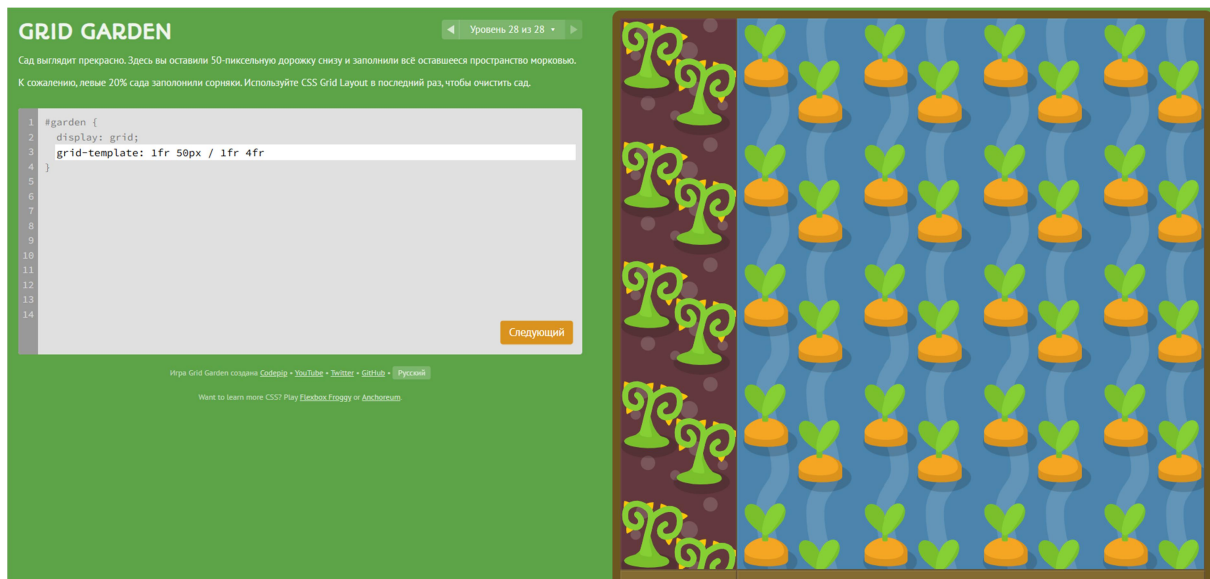 GRID GARDEN
◀ Уровень 28 из 28 ▾ ▶
Сад выглядит прекрасно. Здесь вы оставили 50-пиксельную дорожку снизу и заполнили всё оставшееся пространство морковью.
К сожалению, левые 20% сада заполонили сорняки. Используйте CSS Grid Layout в последний раз, чтобы очистить сад.
1 #garden {
2 display: grid;
3 grid-template: 1fr 50px / 1fr 4fr
4 }
5
6
7
8
9
10
11
12
13
14
Следующий
Игра Grid Garden создана Codepip • YouTube • Twitter • GitHub • Русский
Want to learn more CSS? Play Flexbox Froggy or Anchoreum.